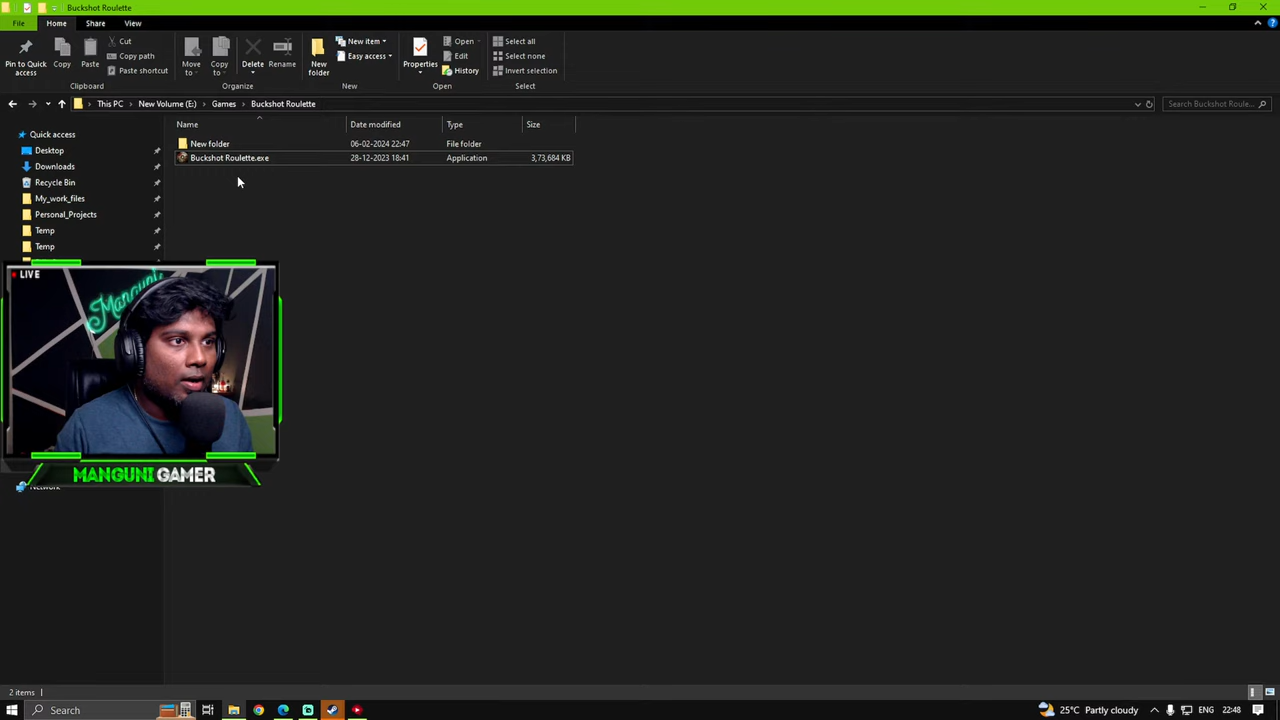 Buckshot Roulette
File
Home
Share
View
Pin to Quick access
Copy
Paste
Cut
Copy path
Paste shortcut
Clipboard
Move to
Copy to
Delete
Rename
Organize
New folder
New item
Easy access
New
Properties
Open
Edit
History
Open
Select all
Select none
Invert selection
Select
This PC
New Volume (E:)
Games
Buckshot Roulette
Search Buckshot Roule...
Name
Date modified
Type
Size
New folder
06-02-2024 22:47
File folder
Buckshot Roulette.exe
28-12-2023 18:41
Application
3,73,684 KB
Quick access
Desktop
Downloads
Recycle Bin
My_work_files
Personal_Projects
Temp
Temp
LIVE
Manguni
MANGUNI GAMER
Network
2 items
Search
25°C Partly cloudy
ENG
22:48